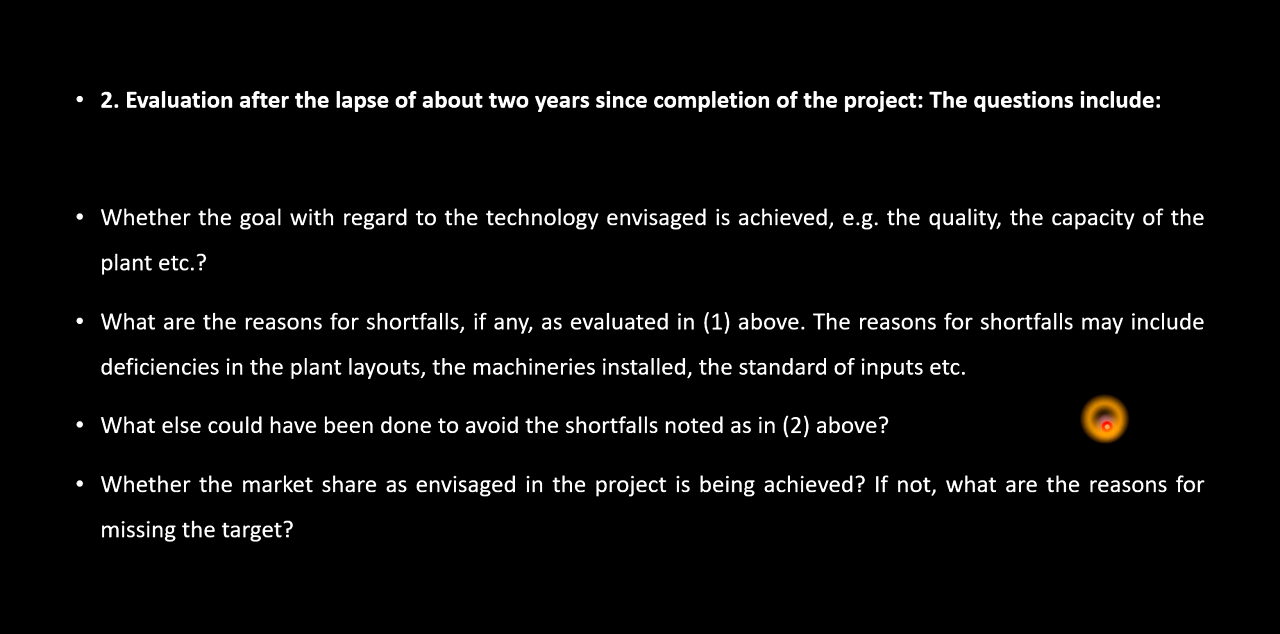 • 2. Evaluation after the lapse of about two years since completion of the project: The questions include:
• Whether the goal with regard to the technology envisaged is achieved, e.g. the quality, the capacity of the
plant etc.?
• What are the reasons for shortfalls, if any, as evaluated in (1) above. The reasons for shortfalls may include
deficiencies in the plant layouts, the machineries installed, the standard of inputs etc.
• What else could have been done to avoid the shortfalls noted as in (2) above?
• Whether the market share as envisaged in the project is being achieved? If not, what are the reasons for
missing the target?